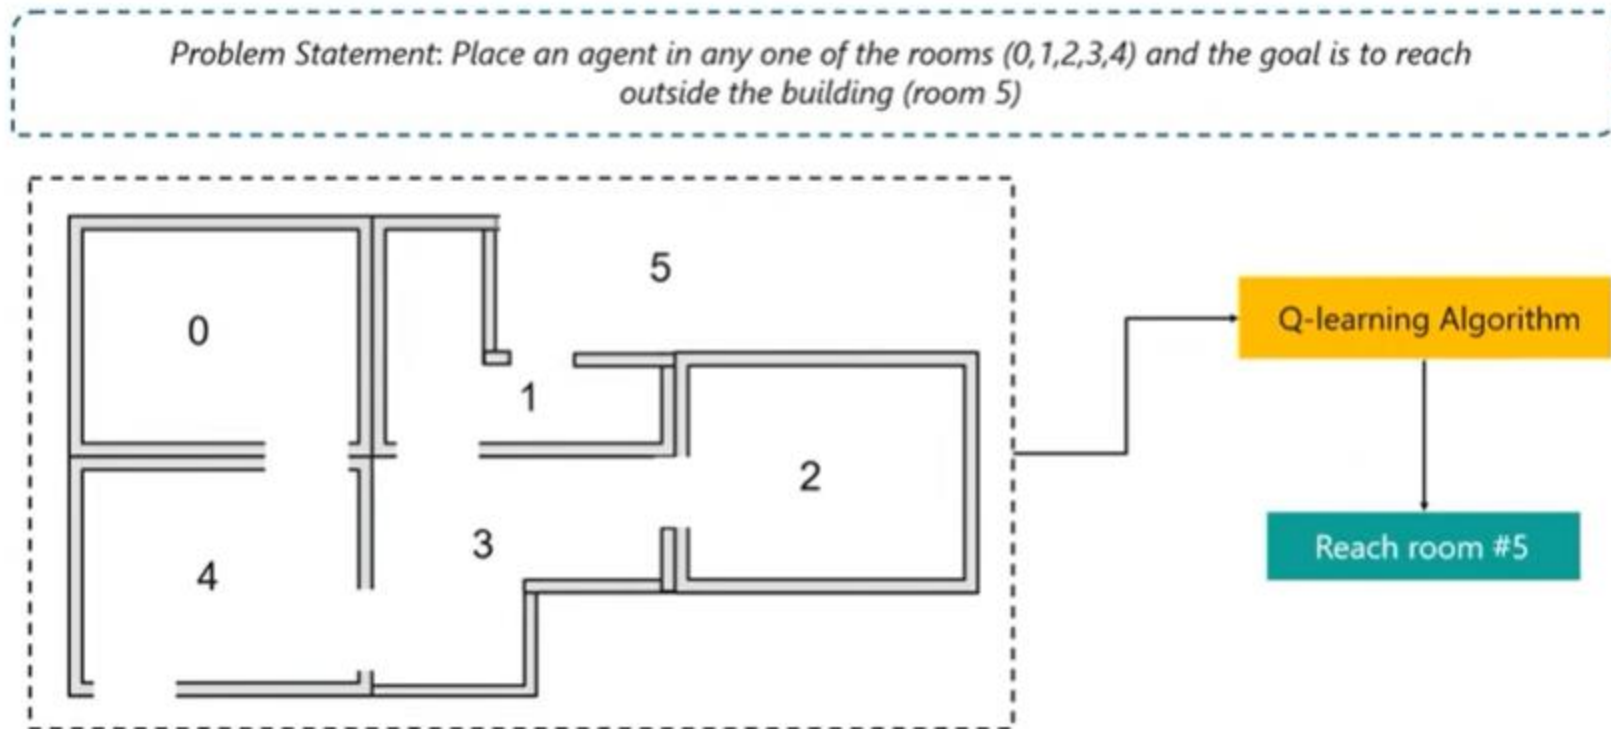 Problem Statement: Place an agent in any one of the rooms (0,1,2,3,4) and the goal is to reach
outside the building (room 5)
5
0
Q-learning Algorithm
1
2
3
Reach room #5
4